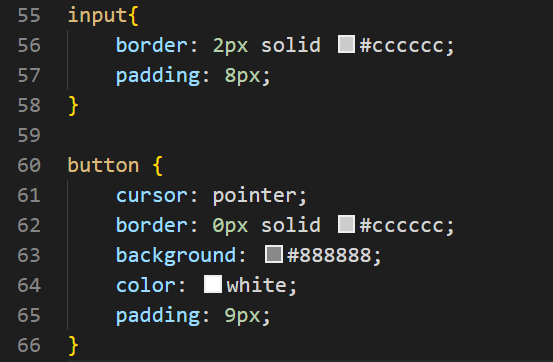 55 input{
56     border: 2px solid #cccccc;
57     padding: 8px;
58 }
59
60 button {
61     cursor: pointer;
62     border: 0px solid #cccccc;
63     background: #888888;
64     color: white;
65     padding: 9px;
66 }